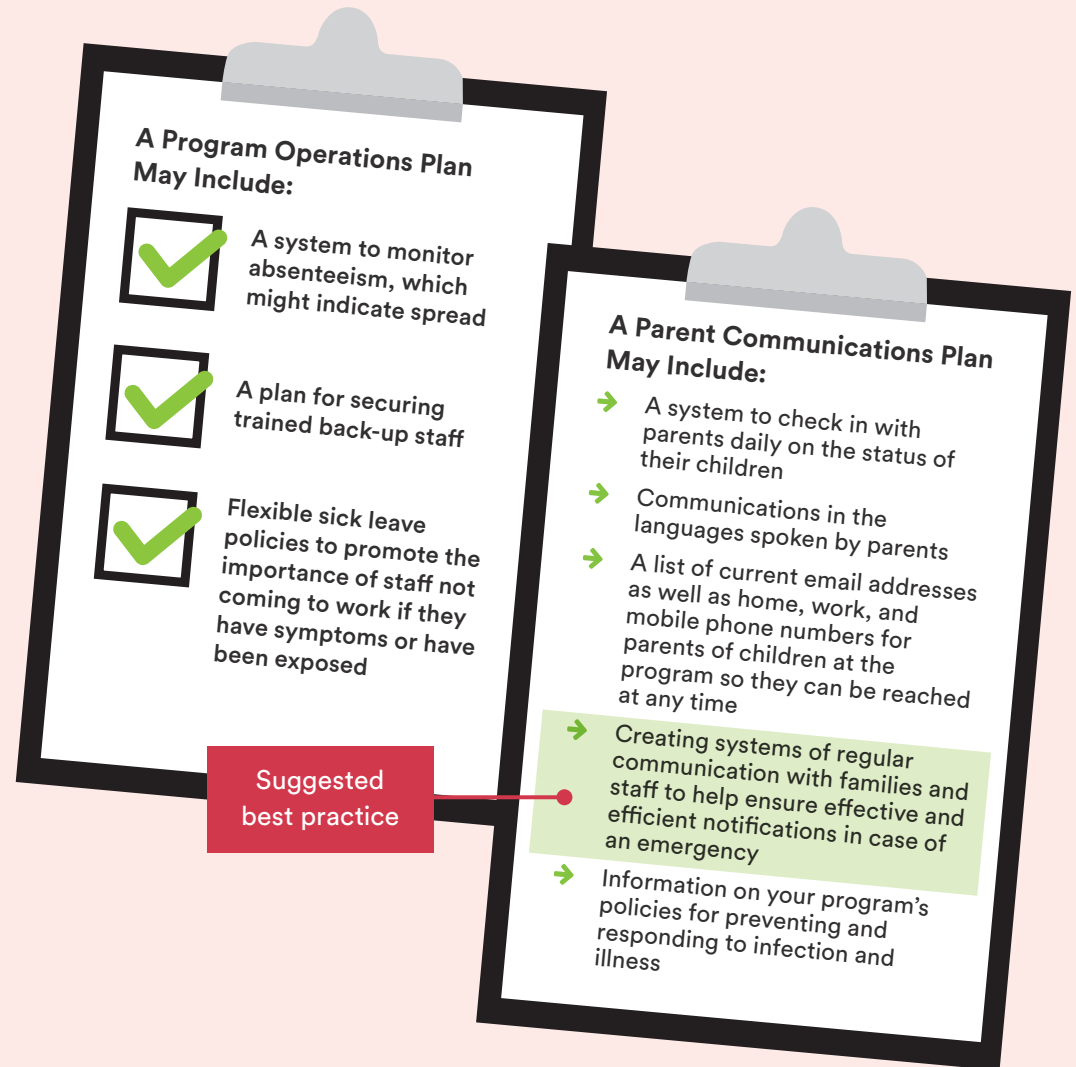 A Program Operations Plan
May Include:
A system to monitor
absenteeism, which
might indicate spread
A plan for securing
trained back-up staff
Flexible sick leave
policies to promote the
importance of staff not
coming to work if they
have symptoms or have
been exposed
Suggested
best practice
A Parent Communications Plan
May Include:
A system to check in with
parents daily on the status of
their children
Communications in the
languages spoken by parents
A list of current email addresses
as well as home, work, and
mobile phone numbers for
parents of children at the
program so they can be reached
at any time
Creating systems of regular
communication with families and
staff to help ensure effective and
efficient notifications in case of
an emergency
Information on your program’s
policies for preventing and
responding to infection and
illness